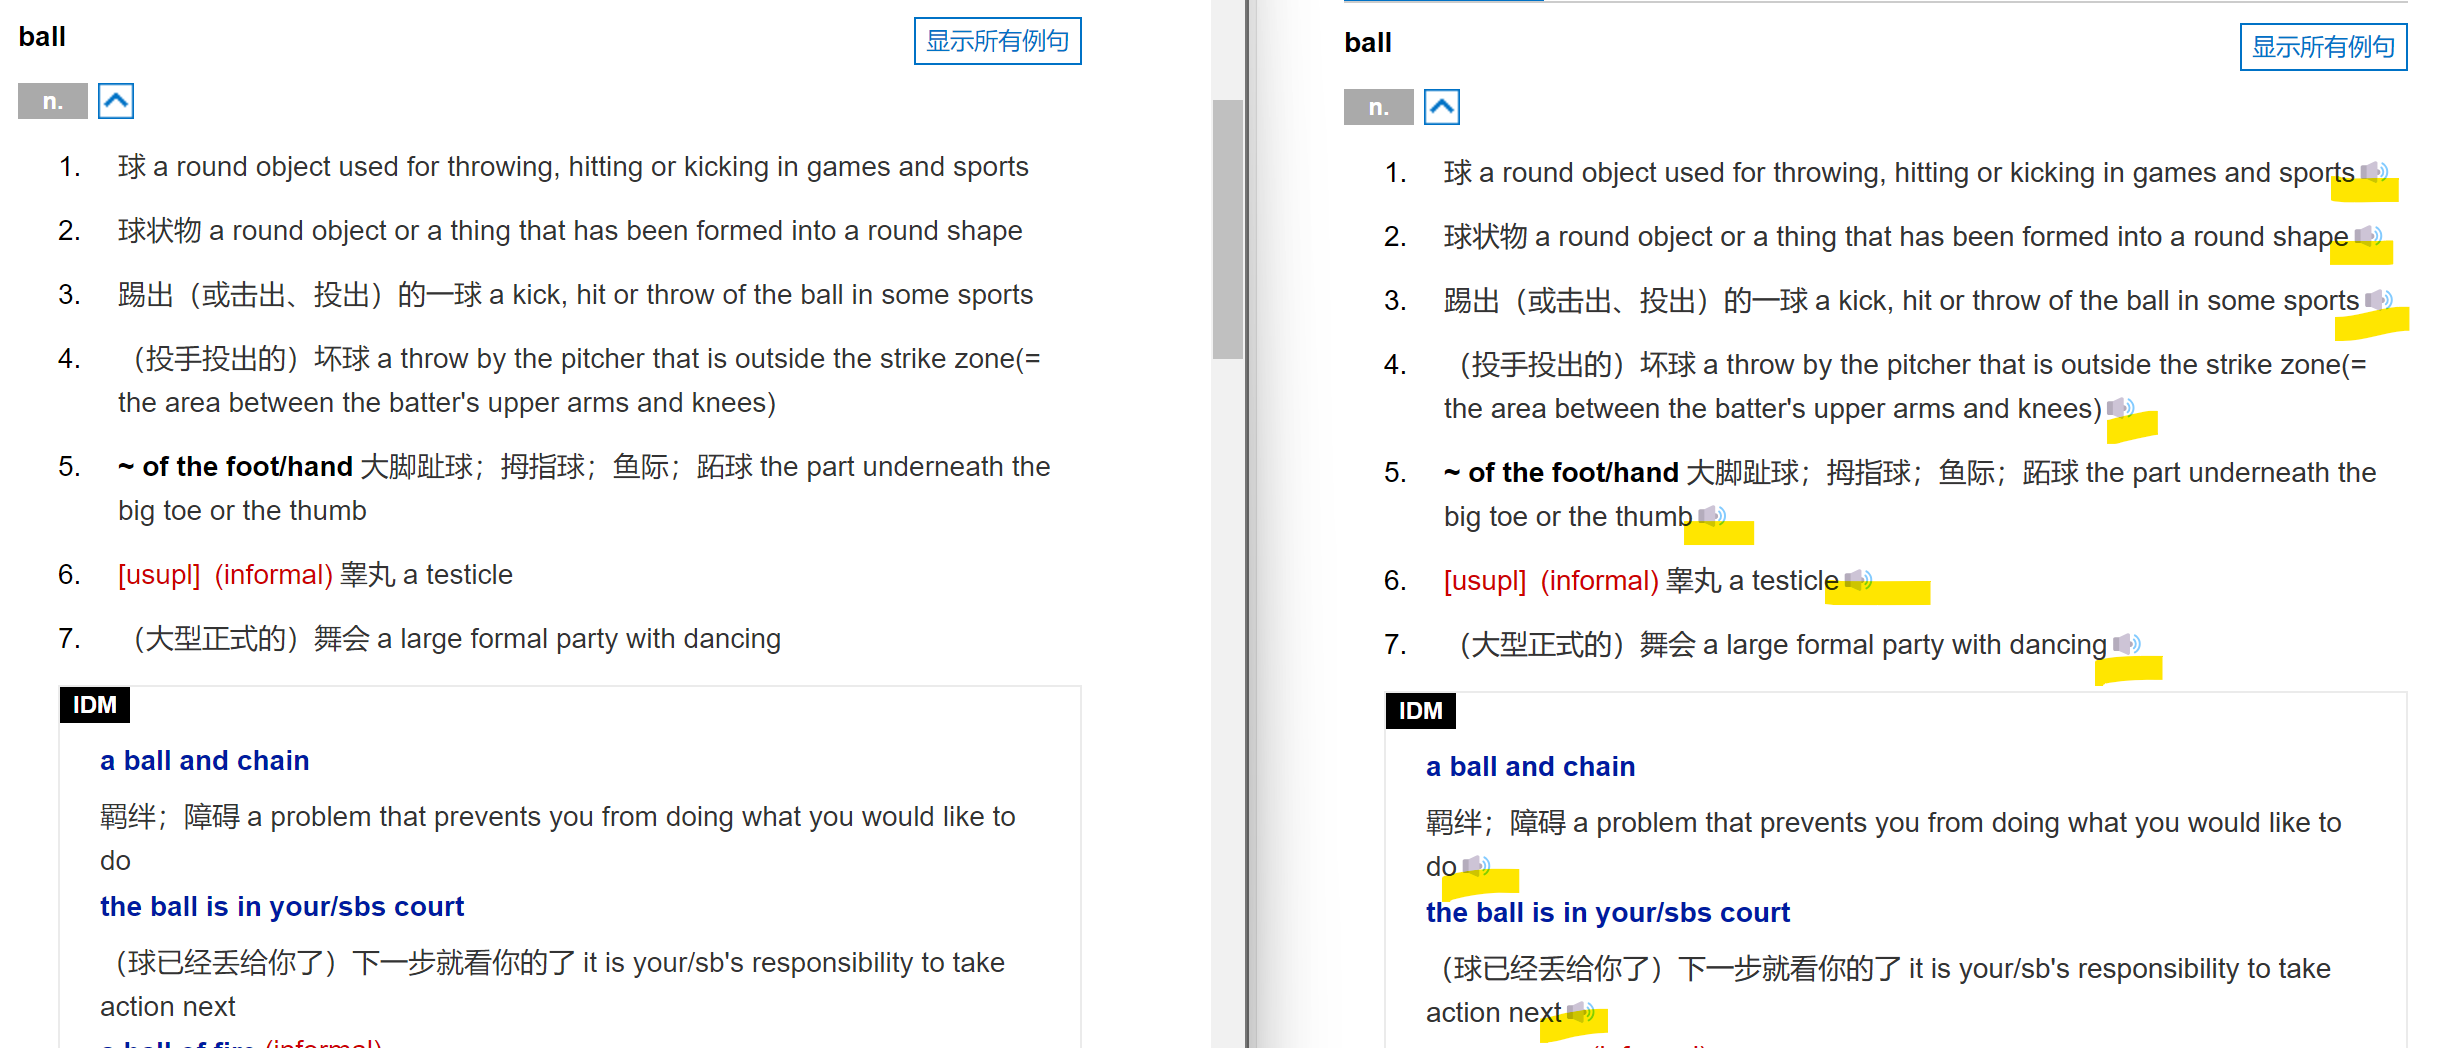 ball
显示所有例句
n.
1. 球 a round object used for throwing, hitting or kicking in games and sports
2. 球状物 a round object or a thing that has been formed into a round shape
3. 踢出（或击出、投出）的一球 a kick, hit or throw of the ball in some sports
4. （投手投出的）坏球 a throw by the pitcher that is outside the strike zone(=
the area between the batter's upper arms and knees)
5. ~ of the foot/hand 大脚趾球；拇指球；鱼际；跖球 the part underneath the
big toe or the thumb
6. [usupl] (informal) 睾丸 a testicle
7. （大型正式的）舞会 a large formal party with dancing
IDM
a ball and chain
羁绊；障碍 a problem that prevents you from doing what you would like to
do
the ball is in your/sbs court
（球已经丢给你了）下一步就看你的了 it is your/sb's responsibility to take
action next
a ball of fire (informal)
ball
显示所有例句
n.
1. 球 a round object used for throwing, hitting or kicking in games and sports
2. 球状物 a round object or a thing that has been formed into a round shape
3. 踢出（或击出、投出）的一球 a kick, hit or throw of the ball in some sports
4. （投手投出的）坏球 a throw by the pitcher that is outside the strike zone(=
the area between the batter's upper arms and knees)
5. ~ of the foot/hand 大脚趾球；拇指球；鱼际；跖球 the part underneath the
big toe or the thumb
6. [usupl] (informal) 睾丸 a testicle
7. （大型正式的）舞会 a large formal party with dancing
IDM
a ball and chain
羁绊；障碍 a problem that prevents you from doing what you would like to
do
the ball is in your/sbs court
（球已经丢给你了）下一步就看你的了 it is your/sb's responsibility to take
action next